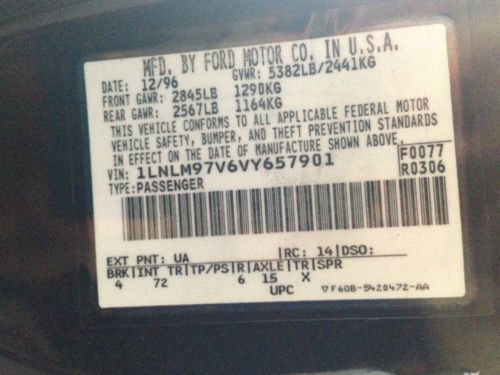 MFD. BY FORD MOTOR CO. IN U.S.A.
DATE: 12/96 GVWR: 5382LB/2441KG
FRONT GAWR: 2845LB 1290KG
REAR GAWR: 2567LB 1164KG
THIS VEHICLE CONFORMS TO ALL APPLICABLE FEDERAL MOTOR
VEHICLE SAFETY, BUMPER, AND THEFT PREVENTION STANDARDS
IN EFFECT ON THE DATE OF MANUFACTURE SHOWN ABOVE.
VIN: 1LNLM97V6VY657901 F0077
TYPE: PASSENGER R0306
EXT PNT: UA |RC: 14|DSO:
BRK|INT TR|TP/PS|R|AXLE|TR|SPR
4 72 6 15 X
UPC ▽F60B-5420472-AA